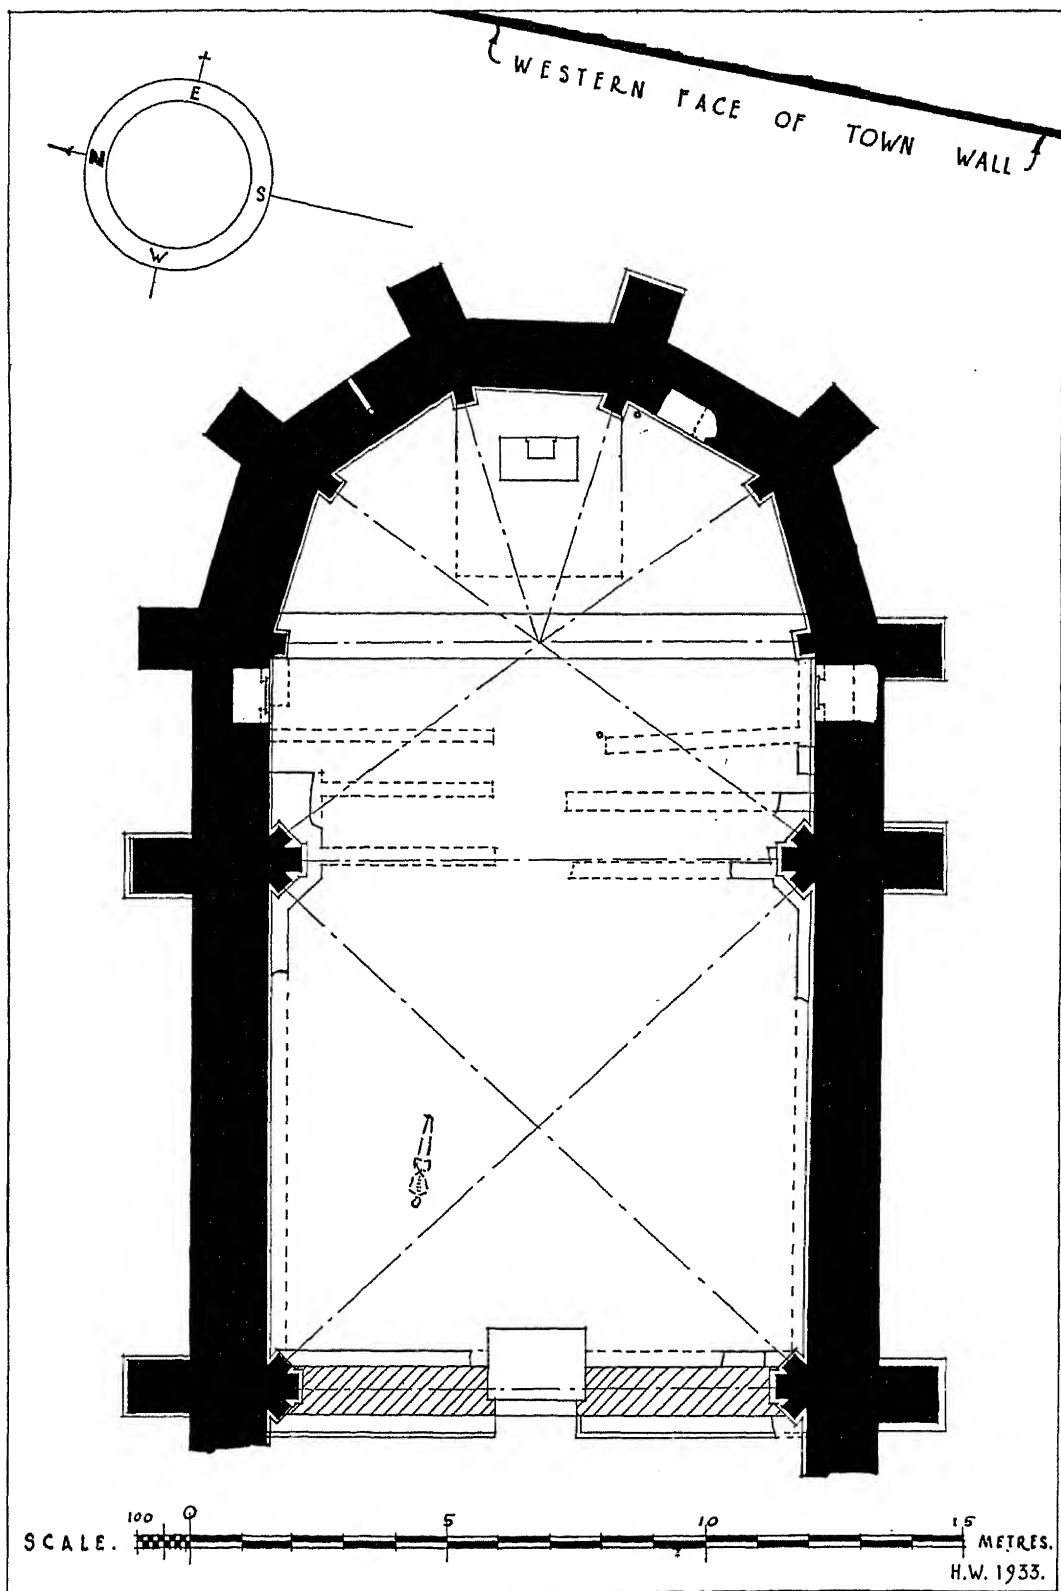 WESTERN FACE OF TOWN WALL
E
N
S
W
100 0 5 10 15
SCALE. METRES.
H.W. 1933.